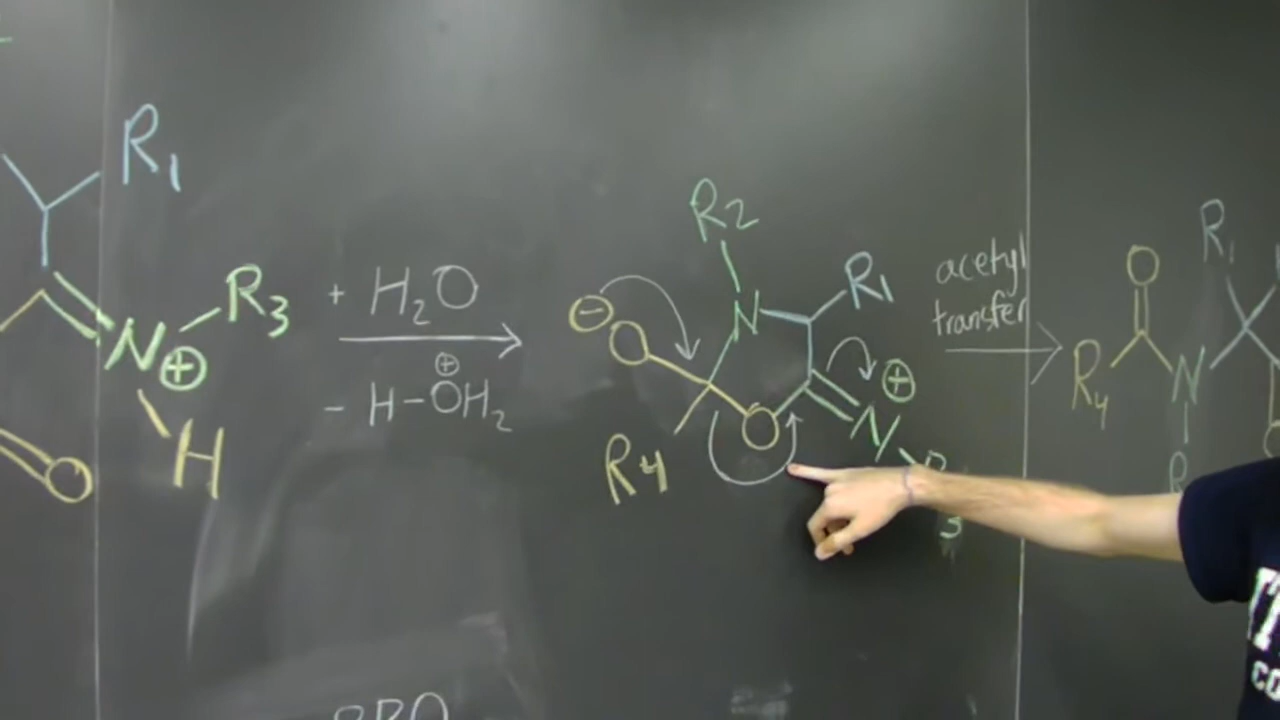 R1
N ⊕ R3
H
O
+ H2O
- H-OH2
⊕
R2
N R1
⊖ O
O
N ⊕
R4
acetyl
transfer
R1
O
R4 N